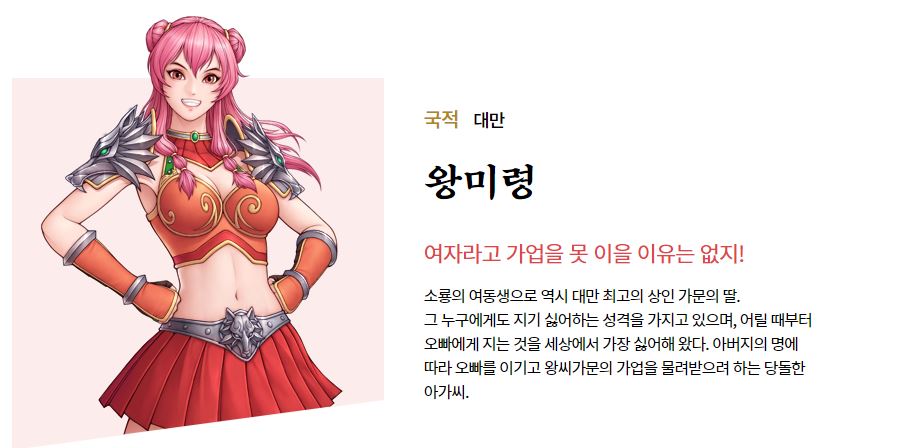 국적 대만
왕미령
여자라고 가업을 못 이을 이유는 없지!
소룡의 여동생으로 역시 대만 최고의 상인 가문의 딸.
그 누구에게도 지기 싫어하는 성격을 가지고 있으며, 어릴 때부터
오빠에게 지는 것을 세상에서 가장 싫어해 왔다. 아버지의 명에
따라 오빠를 이기고 왕씨가문의 가업을 물려받으려 하는 당돌한
아가씨.